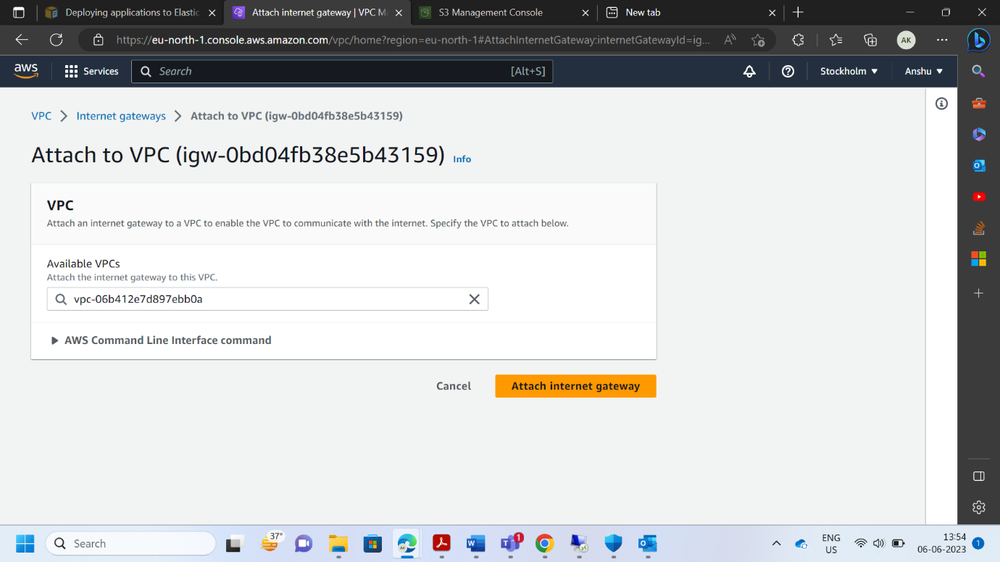 Deploying applications to Elastic
Attach internet gateway | VPC M
S3 Management Console
New tab
https://eu-north-1.console.aws.amazon.com/vpc/home?region=eu-north-1#AttachInternetGateway:internetGatewayId=ig...
AK
aws
Services
Search
[Alt+S]
Stockholm
Anshu
VPC
Internet gateways
Attach to VPC (igw-0bd04fb38e5b43159)
Attach to VPC (igw-0bd04fb38e5b43159)
Info
VPC
Attach an internet gateway to a VPC to enable the VPC to communicate with the internet. Specify the VPC to attach below.
Available VPCs
Attach the internet gateway to this VPC.
vpc-06b412e7d897ebb0a
AWS Command Line Interface command
Cancel
Attach internet gateway
Search
37°
1
ENG
US
13:54
06-06-2023
1